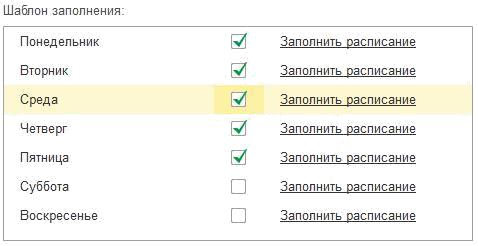 Шаблон заполнения:
Понедельник Заполнить расписание
Вторник Заполнить расписание
Среда Заполнить расписание
Четверг Заполнить расписание
Пятница Заполнить расписание
Суббота Заполнить расписание
Воскресенье Заполнить расписание